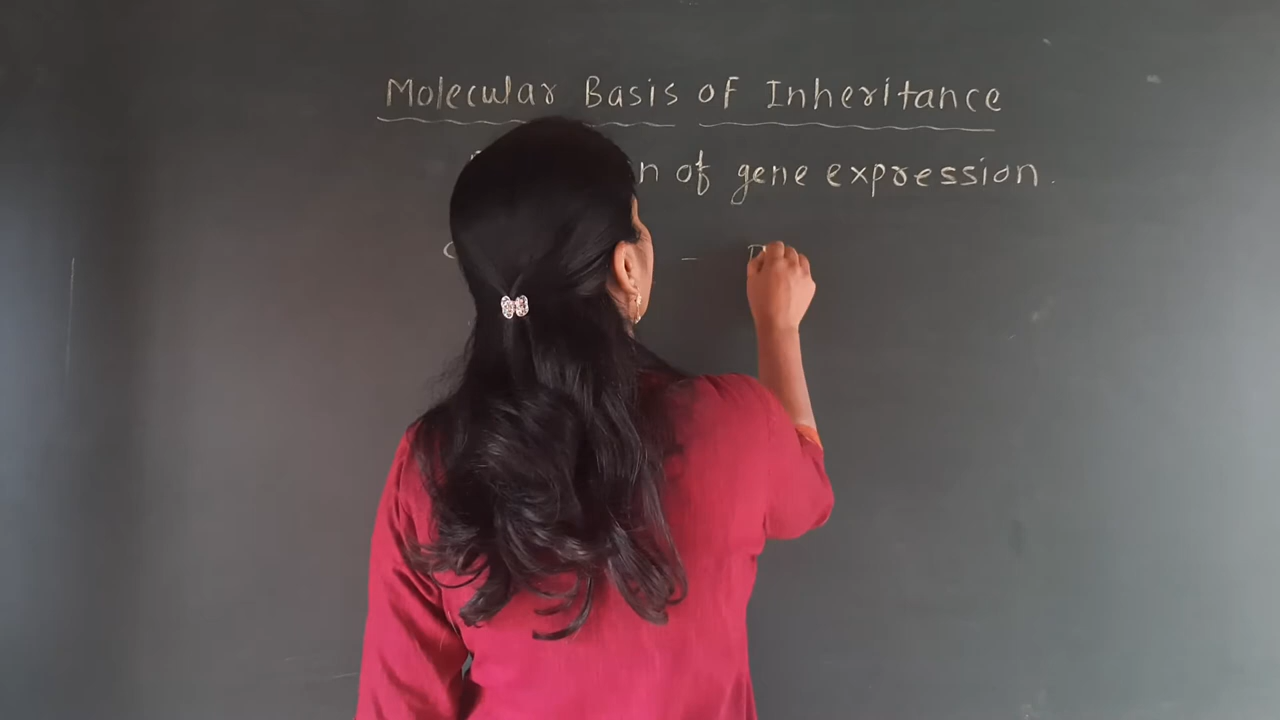 Molecular Basis of Inheritance
of gene expression.
-